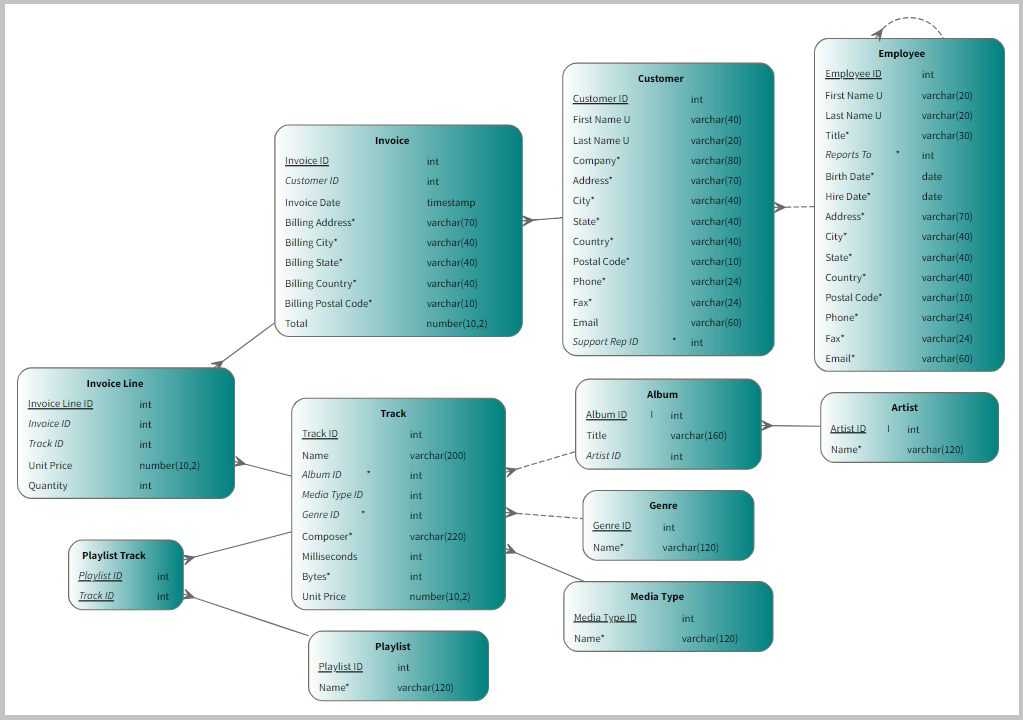 Employee
Employee ID int
First Name U varchar(20)
Last Name U varchar(20)
Title* varchar(30)
Reports To * int
Birth Date* date
Hire Date* date
Address* varchar(70)
City* varchar(40)
State* varchar(40)
Country* varchar(40)
Postal Code* varchar(10)
Phone* varchar(24)
Fax* varchar(24)
Email* varchar(60)
Customer
Customer ID int
First Name U varchar(40)
Last Name U varchar(20)
Company* varchar(80)
Address* varchar(70)
City* varchar(40)
State* varchar(40)
Country* varchar(40)
Postal Code* varchar(10)
Phone* varchar(24)
Fax* varchar(24)
Email varchar(60)
Support Rep ID * int
Invoice
Invoice ID int
Customer ID int
Invoice Date timestamp
Billing Address* varchar(70)
Billing City* varchar(40)
Billing State* varchar(40)
Billing Country* varchar(40)
Billing Postal Code* varchar(10)
Total number(10,2)
Invoice Line
Invoice Line ID int
Invoice ID int
Track ID int
Unit Price number(10,2)
Quantity int
Track
Track ID int
Name varchar(200)
Album ID * int
Media Type ID int
Genre ID * int
Composer* varchar(220)
Milliseconds int
Bytes* int
Unit Price number(10,2)
Album
Album ID I int
Title varchar(160)
Artist ID int
Artist
Artist ID I int
Name* varchar(120)
Genre
Genre ID int
Name* varchar(120)
Playlist Track
Playlist ID int
Track ID int
Media Type
Media Type ID int
Name* varchar(120)
Playlist
Playlist ID int
Name* varchar(120)